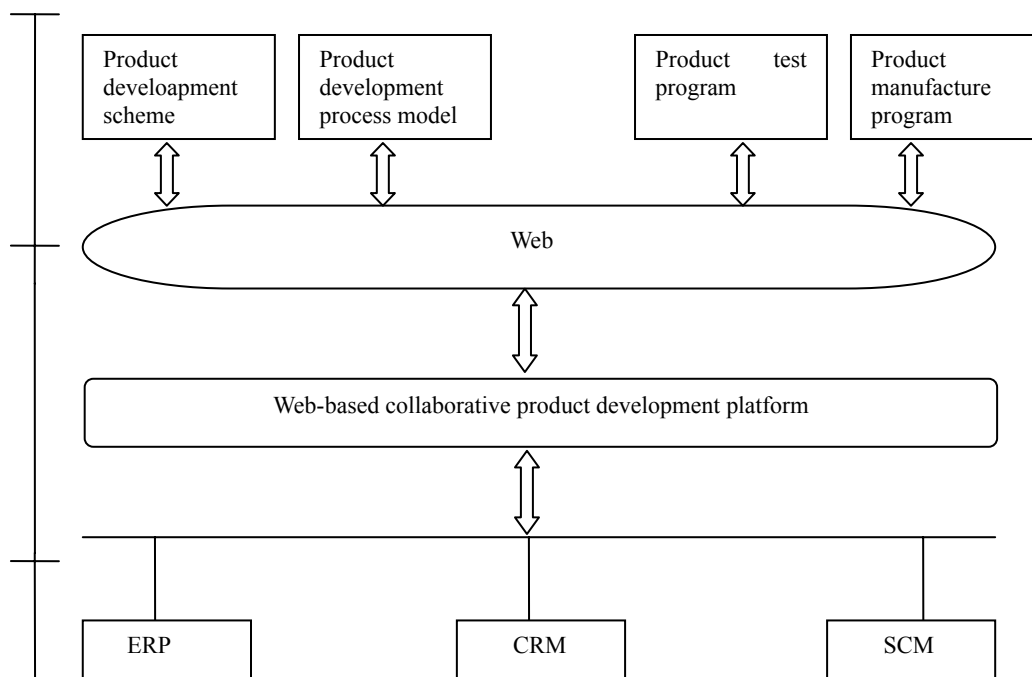 Product
develoapment
scheme
Product
development
process model
Product test
program
Product
manufacture
program
Web
Web-based collaborative product development platform
ERP
CRM
SCM